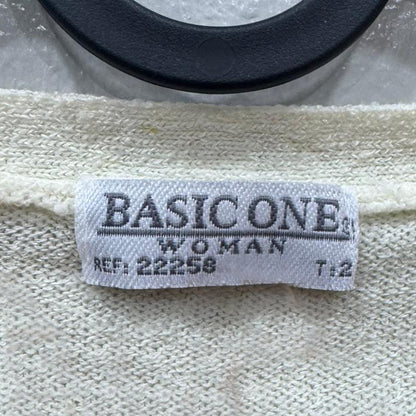 BASIC ONE
WOMAN
REF: 22258 T:2